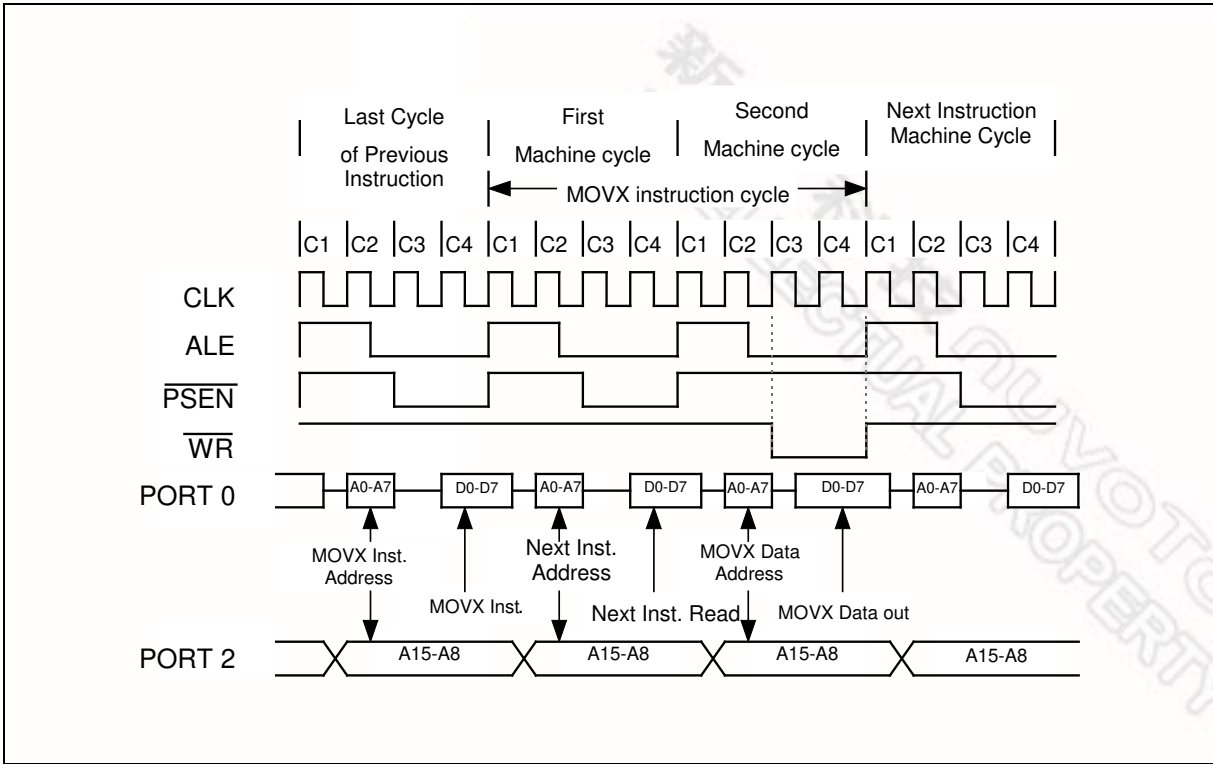 Last Cycle
of Previous
Instruction
First
Machine cycle
Second
Machine cycle
Next Instruction
Machine Cycle
MOVX instruction cycle
C1 C2 C3 C4 C1 C2 C3 C4 C1 C2 C3 C4 C1 C2 C3 C4
CLK
ALE
PSEN
WR
PORT 0
A0-A7 D0-D7 A0-A7 D0-D7 A0-A7 D0-D7 A0-A7 D0-D7
MOVX Inst.
Address
MOVX Inst.
Next Inst.
Address
Next Inst. Read
MOVX Data
Address
MOVX Data out
PORT 2
A15-A8 A15-A8 A15-A8 A15-A8
nuvoTo
ECTUAL PROPERTY